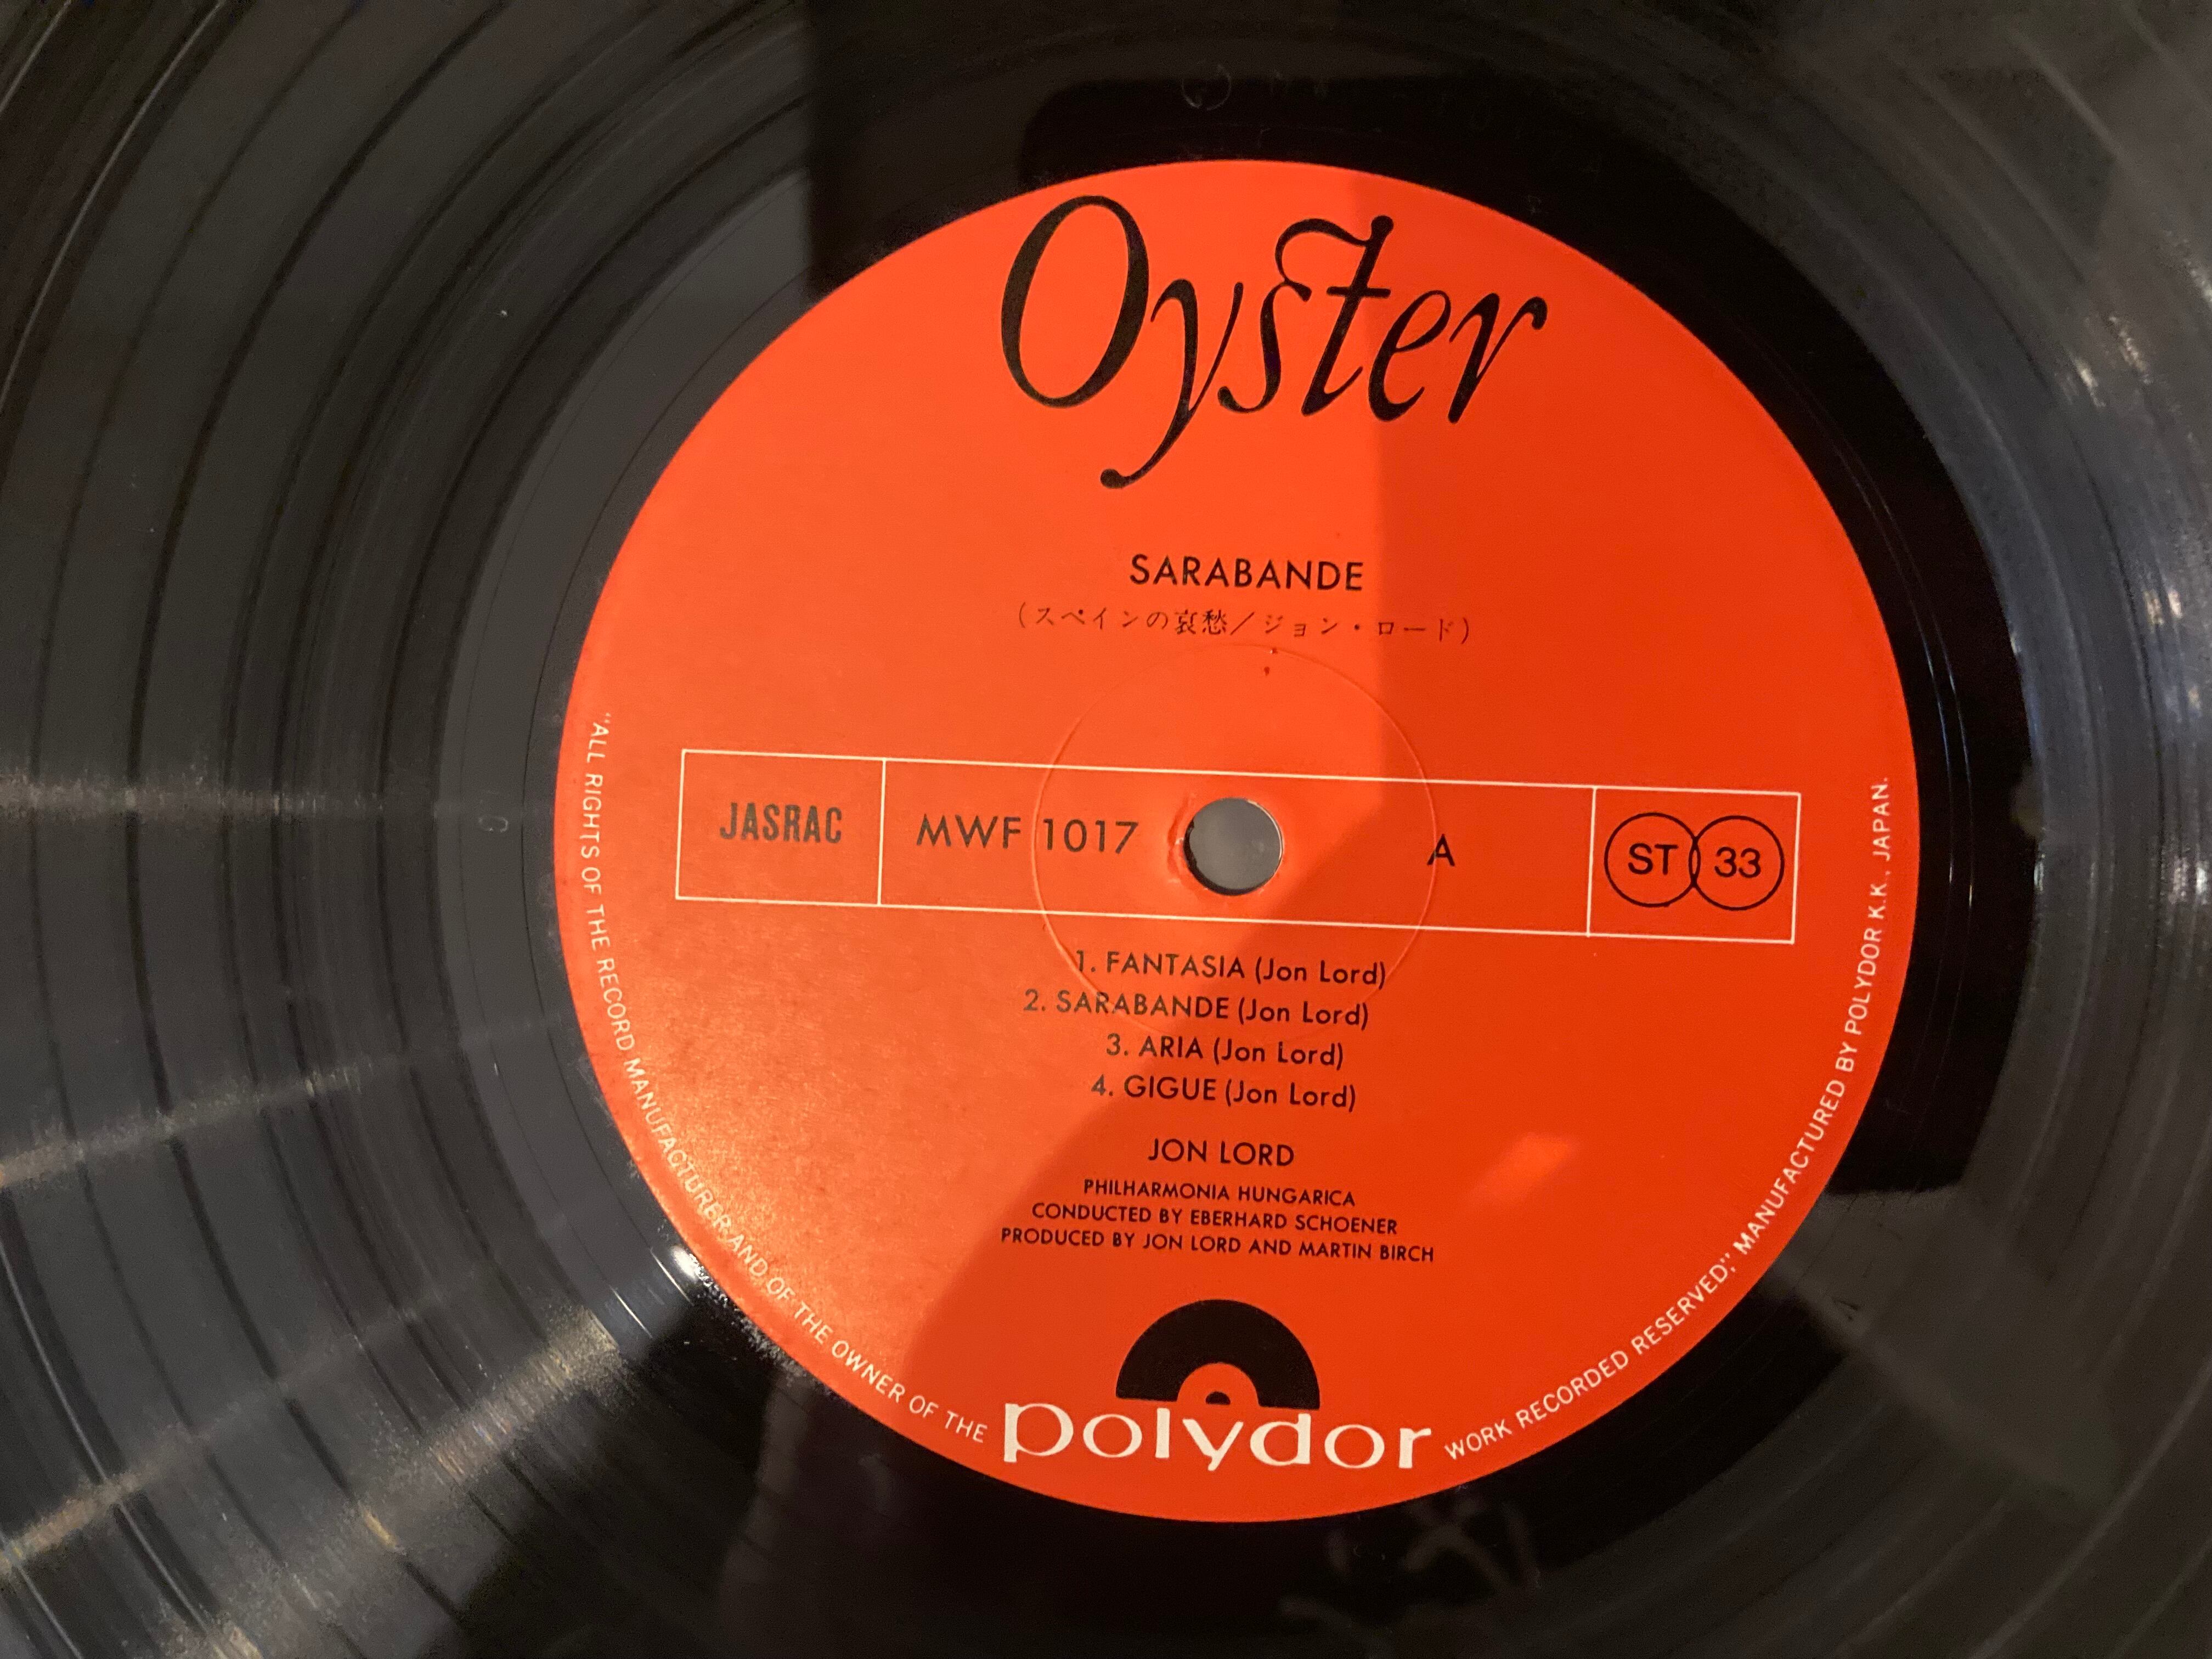 Oyster
SARABANDE
(スペインの哀愁／ジョン・ロード)
JASRAC
MWF 1017
A
ST 33
1. FANTASIA (Jon Lord)
2. SARABANDE (Jon Lord)
3. ARIA (Jon Lord)
4. GIGUE (Jon Lord)
JON LORD
PHILHARMONIA HUNGARICA
CONDUCTED BY EBERHARD SCHOENER
PRODUCED BY JON LORD AND MARTIN BIRCH
polydor
"ALL RIGHTS OF THE RECORD MANUFACTURER AND OF THE OWNER OF THE WORK RECORDED RESERVED;" MANUFACTURED BY POLYDOR K.K., JAPAN.